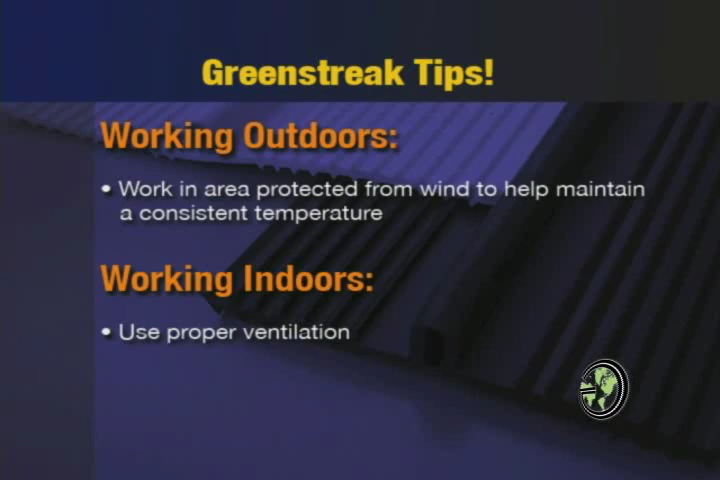 Greenstreak Tips!
Working Outdoors:
• Work in area protected from wind to help maintain
a consistent temperature
Working Indoors:
• Use proper ventilation